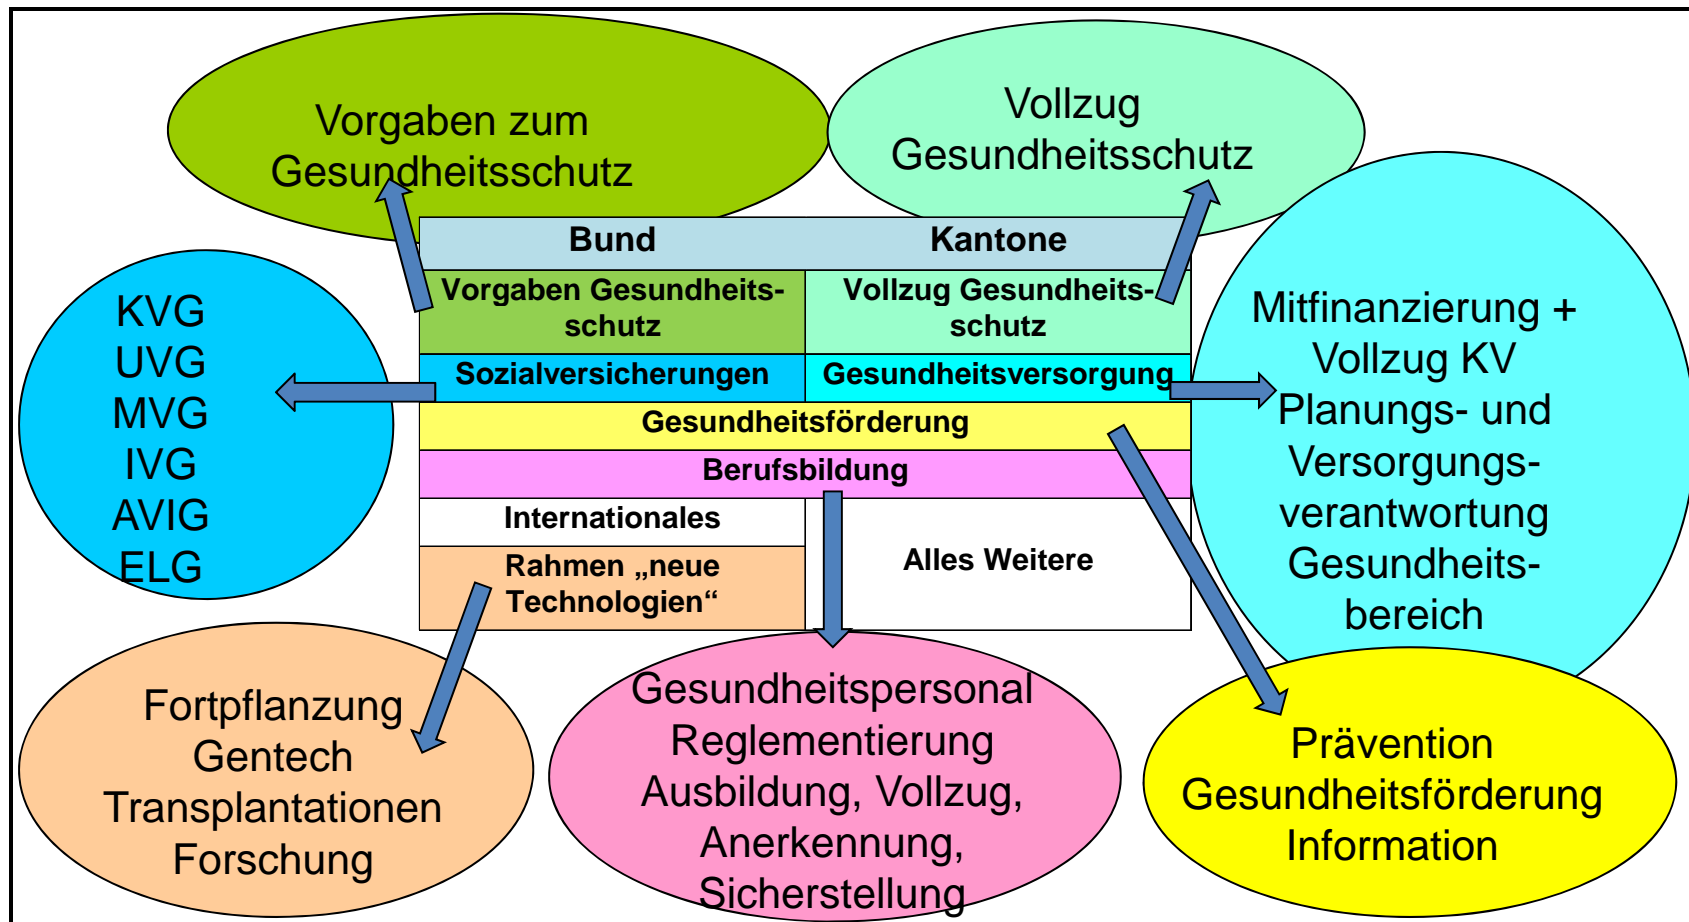 Vorgaben zum
Gesundheitsschutz
Vollzug
Gesundheitsschutz
Bund
Kantone
Vorgaben Gesundheits-
schutz
Vollzug Gesundheits-
schutz
Sozialversicherungen
Gesundheitsversorgung
Gesundheitsförderung
Berufsbildung
Internationales
Rahmen „neue
Technologien“
Alles Weitere
KVG
UVG
MVG
IVG
AVIG
ELG
Mitfinanzierung +
Vollzug KV
Planungs- und
Versorgungs-
verantwortung
Gesundheits-
bereich
Fortpflanzung
Gentech
Transplantationen
Forschung
Gesundheitspersonal
Reglementierung
Ausbildung, Vollzug,
Anerkennung,
Sicherstellung
Prävention
Gesundheitsförderung
Information